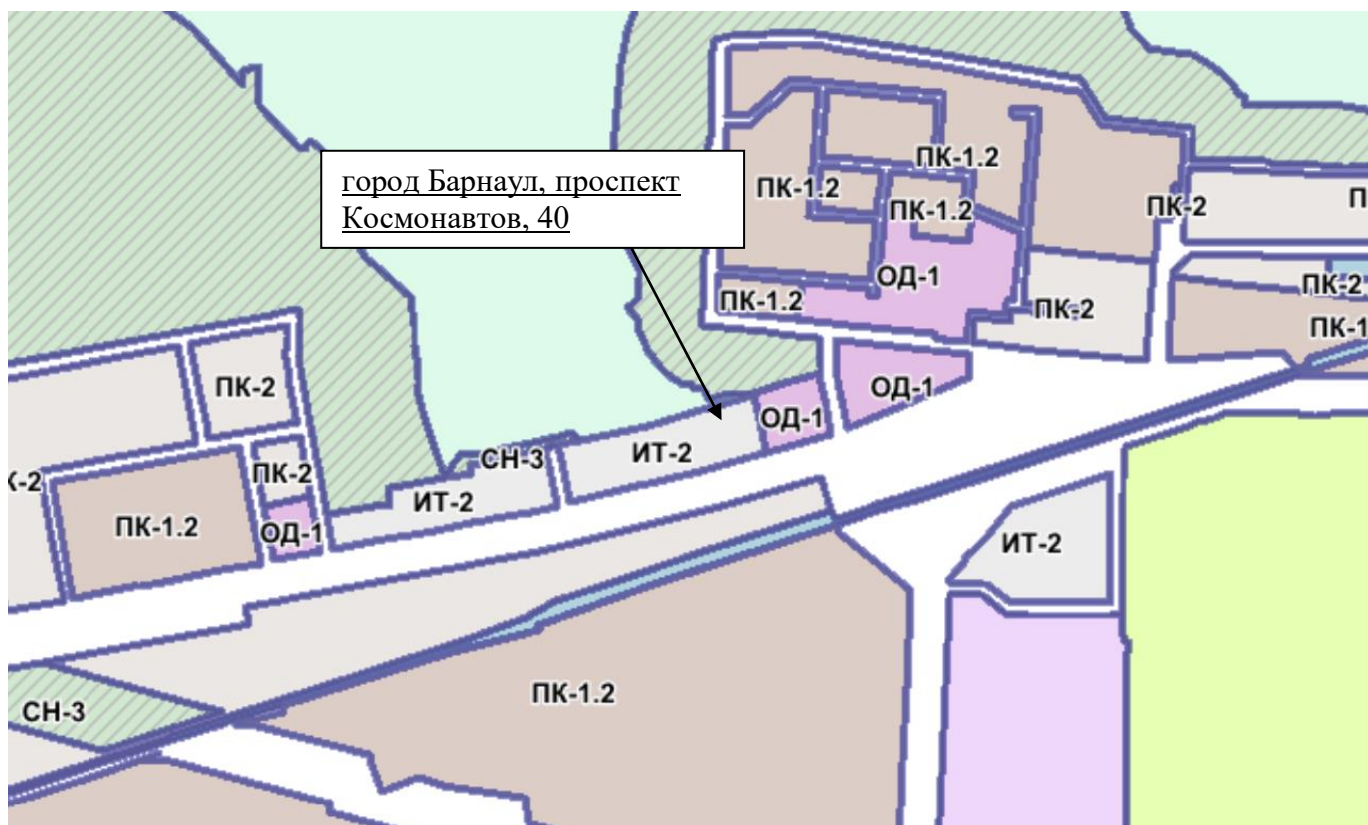 ПК-1.2
город Барнаул, проспект
Космонавтов, 40
ПК-1.2
ПК-1.2
ПК-2
П
ОД-1
ПК-2
ПК-1.2
ПК-2
ПК-1
ПК-2
ОД-1
ОД-1
ИТ-2
СН-3
ПК-2
К-2
ИТ-2
ПК-1.2
ОД-1
ИТ-2
ПК-1.2
СН-3